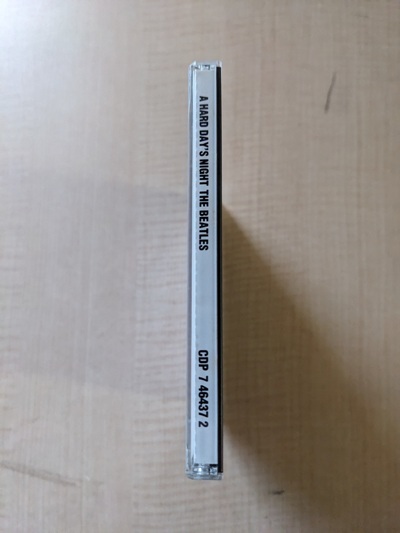 A HARD DAY'S NIGHT THE BEATLES
CDP 7 46437 2